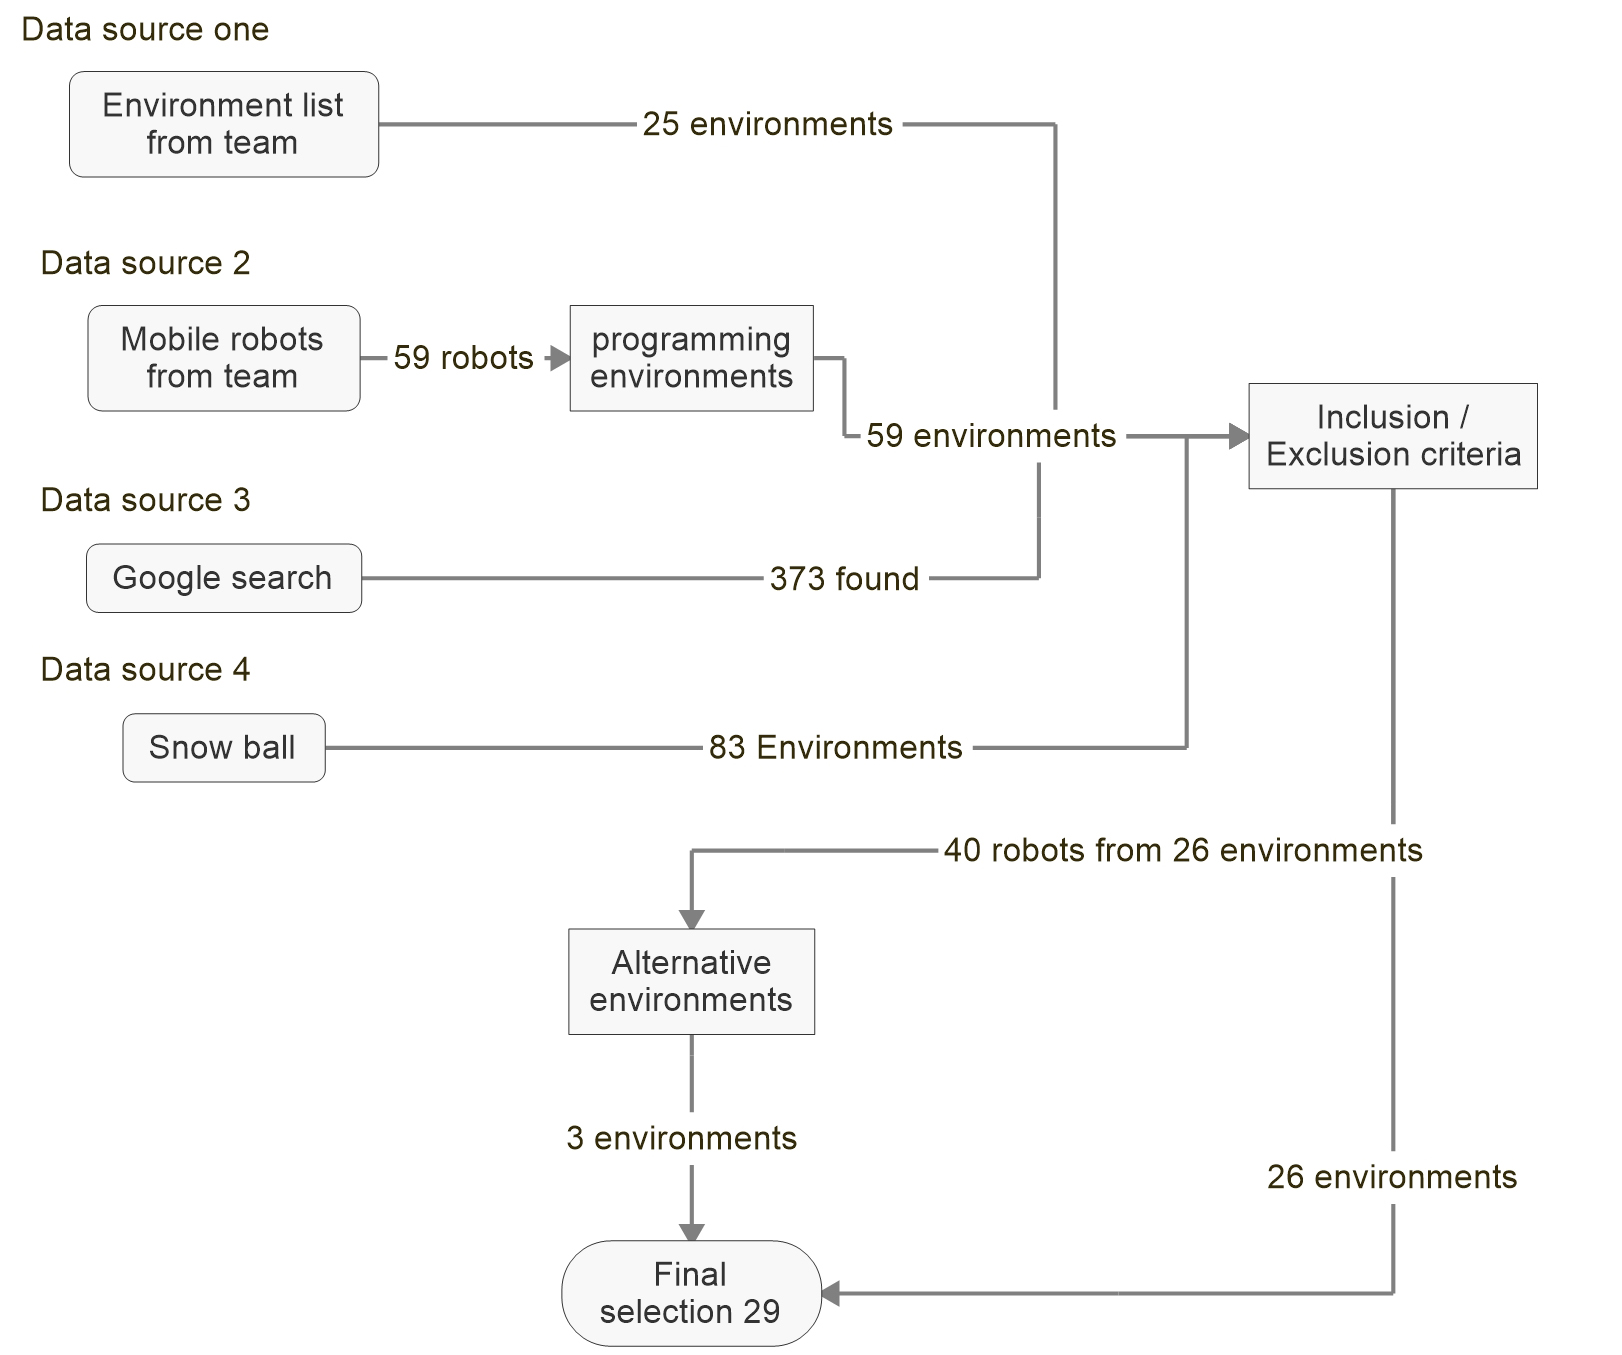 Data source one
Environment list
from team
25 environments
Data source 2
Mobile robots
from team
59 robots
programming
environments
59 environments
Inclusion /
Exclusion criteria
Data source 3
Google search
373 found
Data source 4
Snow ball
83 Environments
40 robots from 26 environments
Alternative
environments
3 environments
26 environments
Final
selection 29